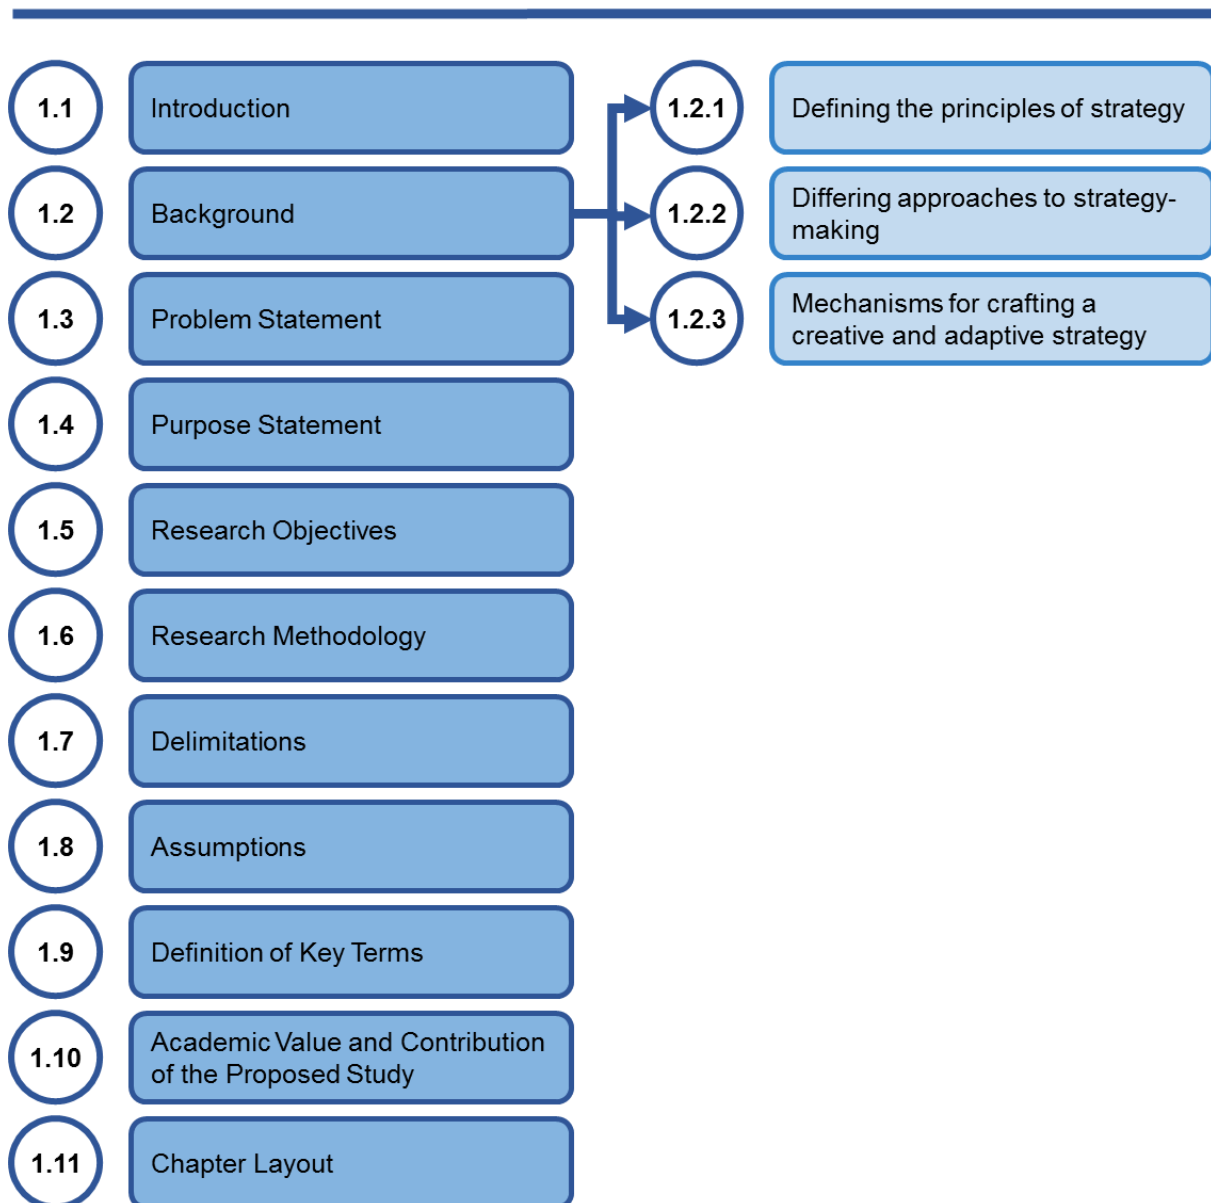 1.1 Introduction
1.2 Background
1.2.1 Defining the principles of strategy
1.2.2 Differing approaches to strategy-
making
1.2.3 Mechanisms for crafting a
creative and adaptive strategy
1.3 Problem Statement
1.4 Purpose Statement
1.5 Research Objectives
1.6 Research Methodology
1.7 Delimitations
1.8 Assumptions
1.9 Definition of Key Terms
1.10 Academic Value and Contribution
of the Proposed Study
1.11 Chapter Layout